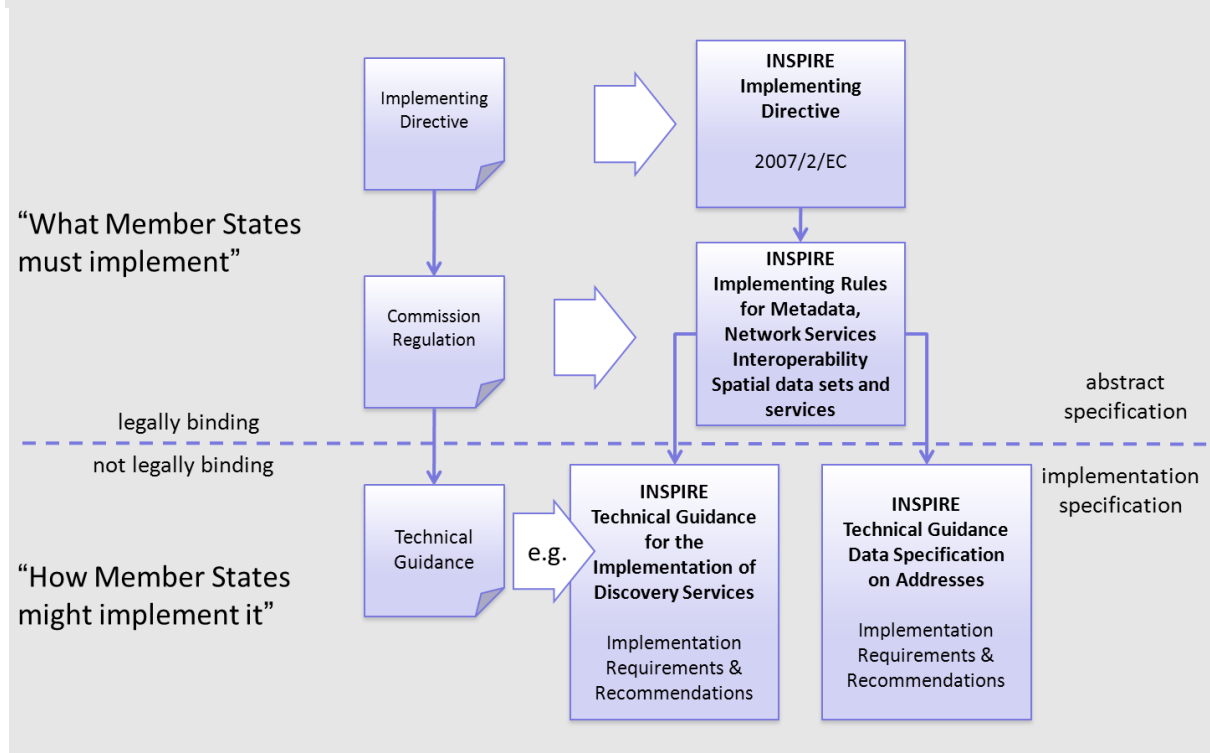 Implementing
Directive
INSPIRE
Implementing
Directive
2007/2/EC
“What Member States
must implement”
Commission
Regulation
INSPIRE
Implementing Rules
for Metadata,
Network Services
Interoperability
Spatial data sets and
services
abstract
specification
legally binding
not legally binding
implementation
specification
Technical
Guidance
e.g.
INSPIRE
Technical Guidance
for the
Implementation of
Discovery Services
Implementation
Requirements &
Recommendations
INSPIRE
Technical Guidance
Data Specification
on Addresses
Implementation
Requirements &
Recommendations
“How Member States
might implement it”